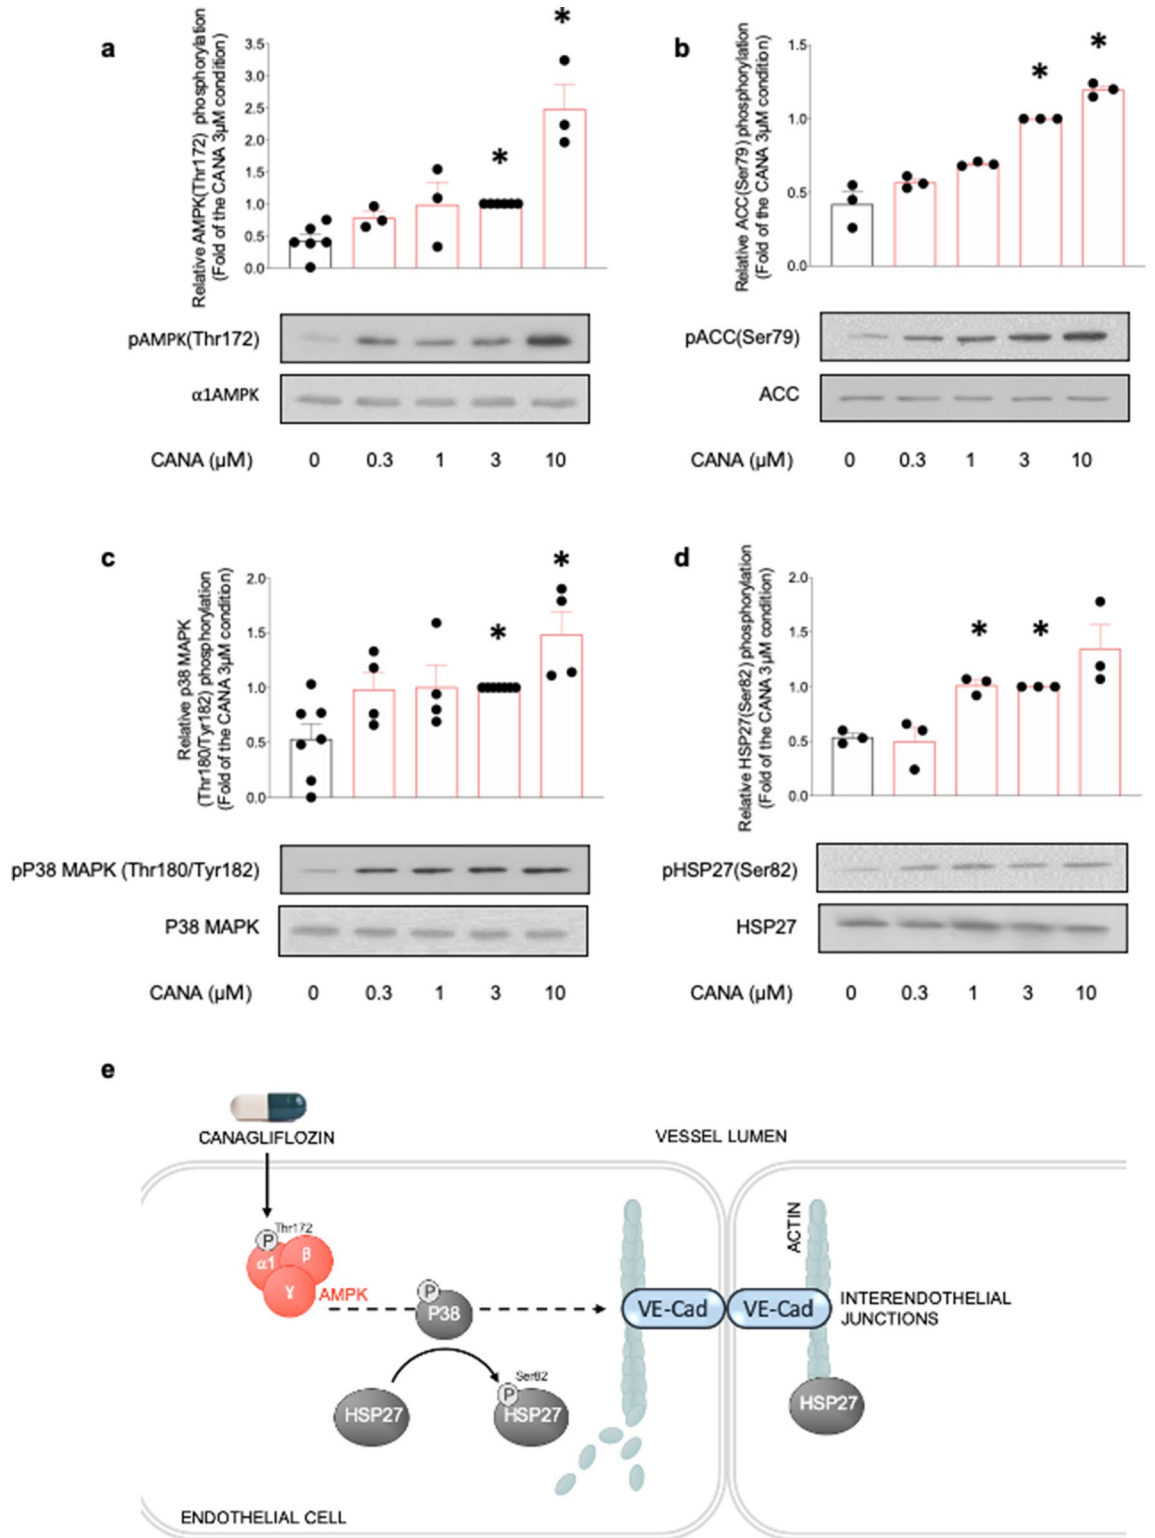 a
Relative AMPK(Thr172) phosphorylation
(Fold of the CANA 3µM condition)
3.5
3.0
2.5
2.0
1.5
1.0
0.5
0.0
*
*
pAMPK(Thr172)
α1AMPK
CANA (µM) 0 0.3 1 3 10
b
Relative ACC(Ser79) phosphorylation
(Fold of the CANA 3µM condition)
1.5
1.0
0.5
0.0
*
*
pACC(Ser79)
ACC
CANA (µM) 0 0.3 1 3 10
c
Relative p38 MAPK
(Thr180/Tyr182) phosphorylation
(Fold of the CANA 3µM condition)
2.0
1.5
1.0
0.5
0.0
*
*
pP38 MAPK (Thr180/Tyr182)
P38 MAPK
CANA (µM) 0 0.3 1 3 10
d
Relative HSP27(Ser82) phosphorylation
(Fold of the CANA 3µM condition)
2.0
1.5
1.0
0.5
0.0
*
*
pHSP27(Ser82)
HSP27
CANA (µM) 0 0.3 1 3 10
e
CANAGLIFLOZIN
VESSEL LUMEN
P Thr172
α1
β
γ
AMPK
P
P38
HSP27
P Ser82
HSP27
ACTIN
VE-Cad
VE-Cad
INTERENDOTHELIAL
JUNCTIONS
HSP27
ENDOTHELIAL CELL